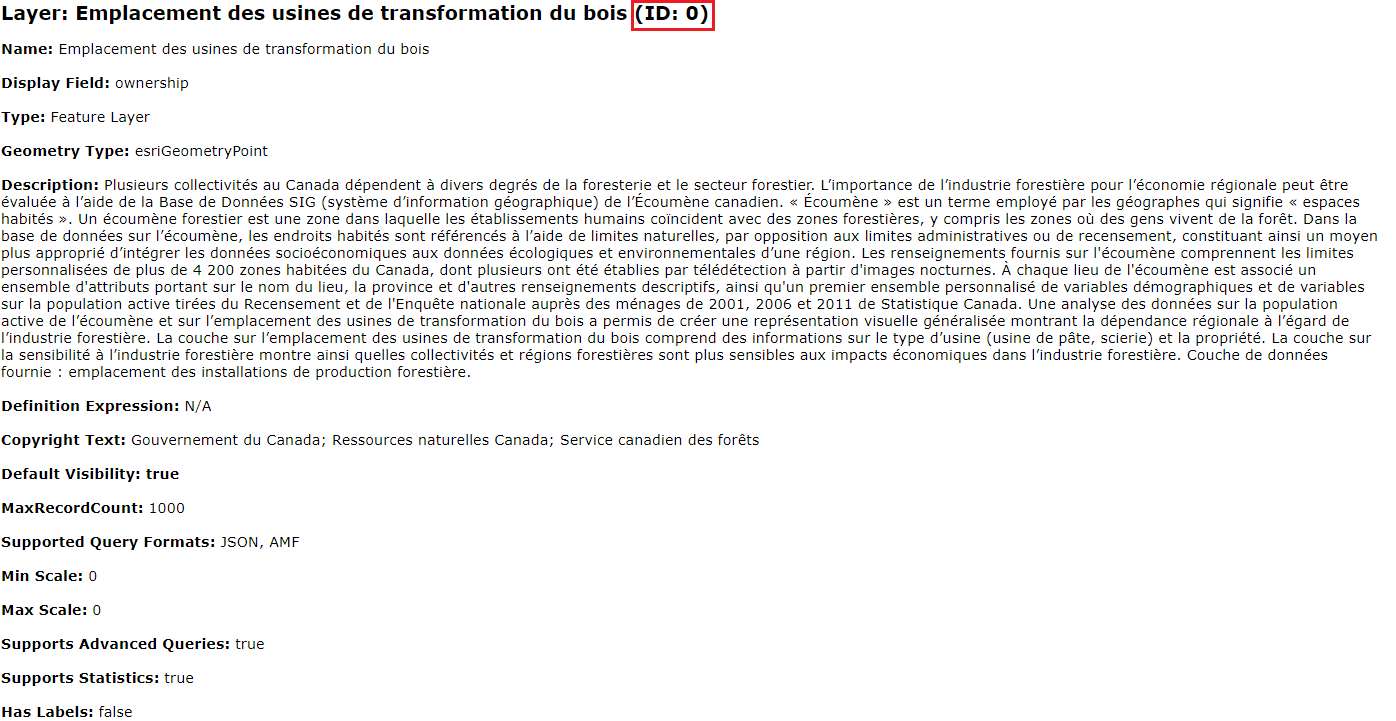 Layer: Emplacement des usines de transformation du bois (ID: 0)
Name: Emplacement des usines de transformation du bois
Display Field: ownership
Type: Feature Layer
Geometry Type: esriGeometryPoint
Description: Plusieurs collectivités au Canada dépendent à divers degrés de la foresterie et le secteur forestier. L’importance de l’industrie forestière pour l’économie régionale peut être
évaluée à l’aide de la Base de Données SIG (système d’information géographique) de l’Écoumène canadien. « Écoumène » est un terme employé par les géographes qui signifie « espaces
habités ». Un écoumène forestier est une zone dans laquelle les établissements humains coïncident avec des zones forestières, y compris les zones où des gens vivent de la forêt. Dans la
base de données sur l’écoumène, les endroits habités sont référencés à l’aide de limites naturelles, par opposition aux limites administratives ou de recensement, constituant ainsi un moyen
plus approprié d’intégrer les données socioéconomiques aux données écologiques et environnementales d’une région. Les renseignements fournis sur l'écoumène comprennent les limites
personnalisées de plus de 4 200 zones habitées du Canada, dont plusieurs ont été établies par télédétection à partir d'images nocturnes. À chaque lieu de l'écoumène est associé un
ensemble d'attributs portant sur le nom du lieu, la province et d'autres renseignements descriptifs, ainsi qu'un premier ensemble personnalisé de variables démographiques et de variables
sur la population active tirées du Recensement et de l'Enquête nationale auprès des ménages de 2001, 2006 et 2011 de Statistique Canada. Une analyse des données sur la population
active de l’écoumène et sur l’emplacement des usines de transformation du bois a permis de créer une représentation visuelle généralisée montrant la dépendance régionale à l’égard de
l’industrie forestière. La couche sur l’emplacement des usines de transformation du bois comprend des informations sur le type d’usine (usine de pâte, scierie) et la propriété. La couche sur
la sensibilité à l’industrie forestière montre ainsi quelles collectivités et régions forestières sont plus sensibles aux impacts économiques dans l’industrie forestière. Couche de données
fournie : emplacement des installations de production forestière.
Definition Expression: N/A
Copyright Text: Gouvernement du Canada; Ressources naturelles Canada; Service canadien des forêts
Default Visibility: true
MaxRecordCount: 1000
Supported Query Formats: JSON, AMF
Min Scale: 0
Max Scale: 0
Supports Advanced Queries: true
Supports Statistics: true
Has Labels: false